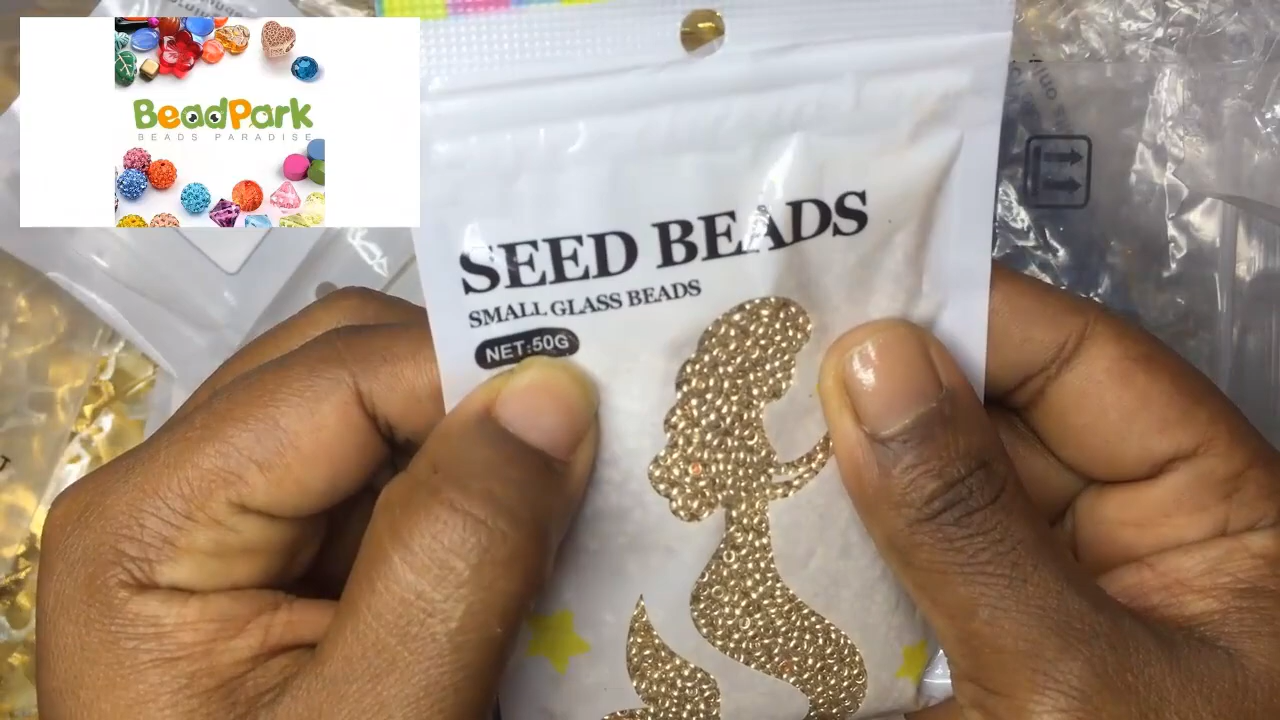 BeadPark
BEADS PARADISE
SEED BEADS
SMALL GLASS BEADS
NET:50G